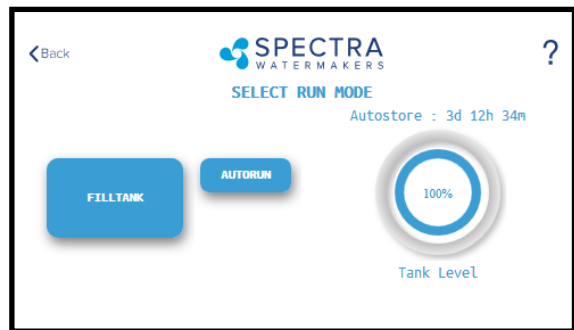 Back
SPECTRA
WATERMAKERS
?
SELECT RUN MODE
Autostore : 3d 12h 34m
FILLTANK
AUTORUN
100%
Tank Level